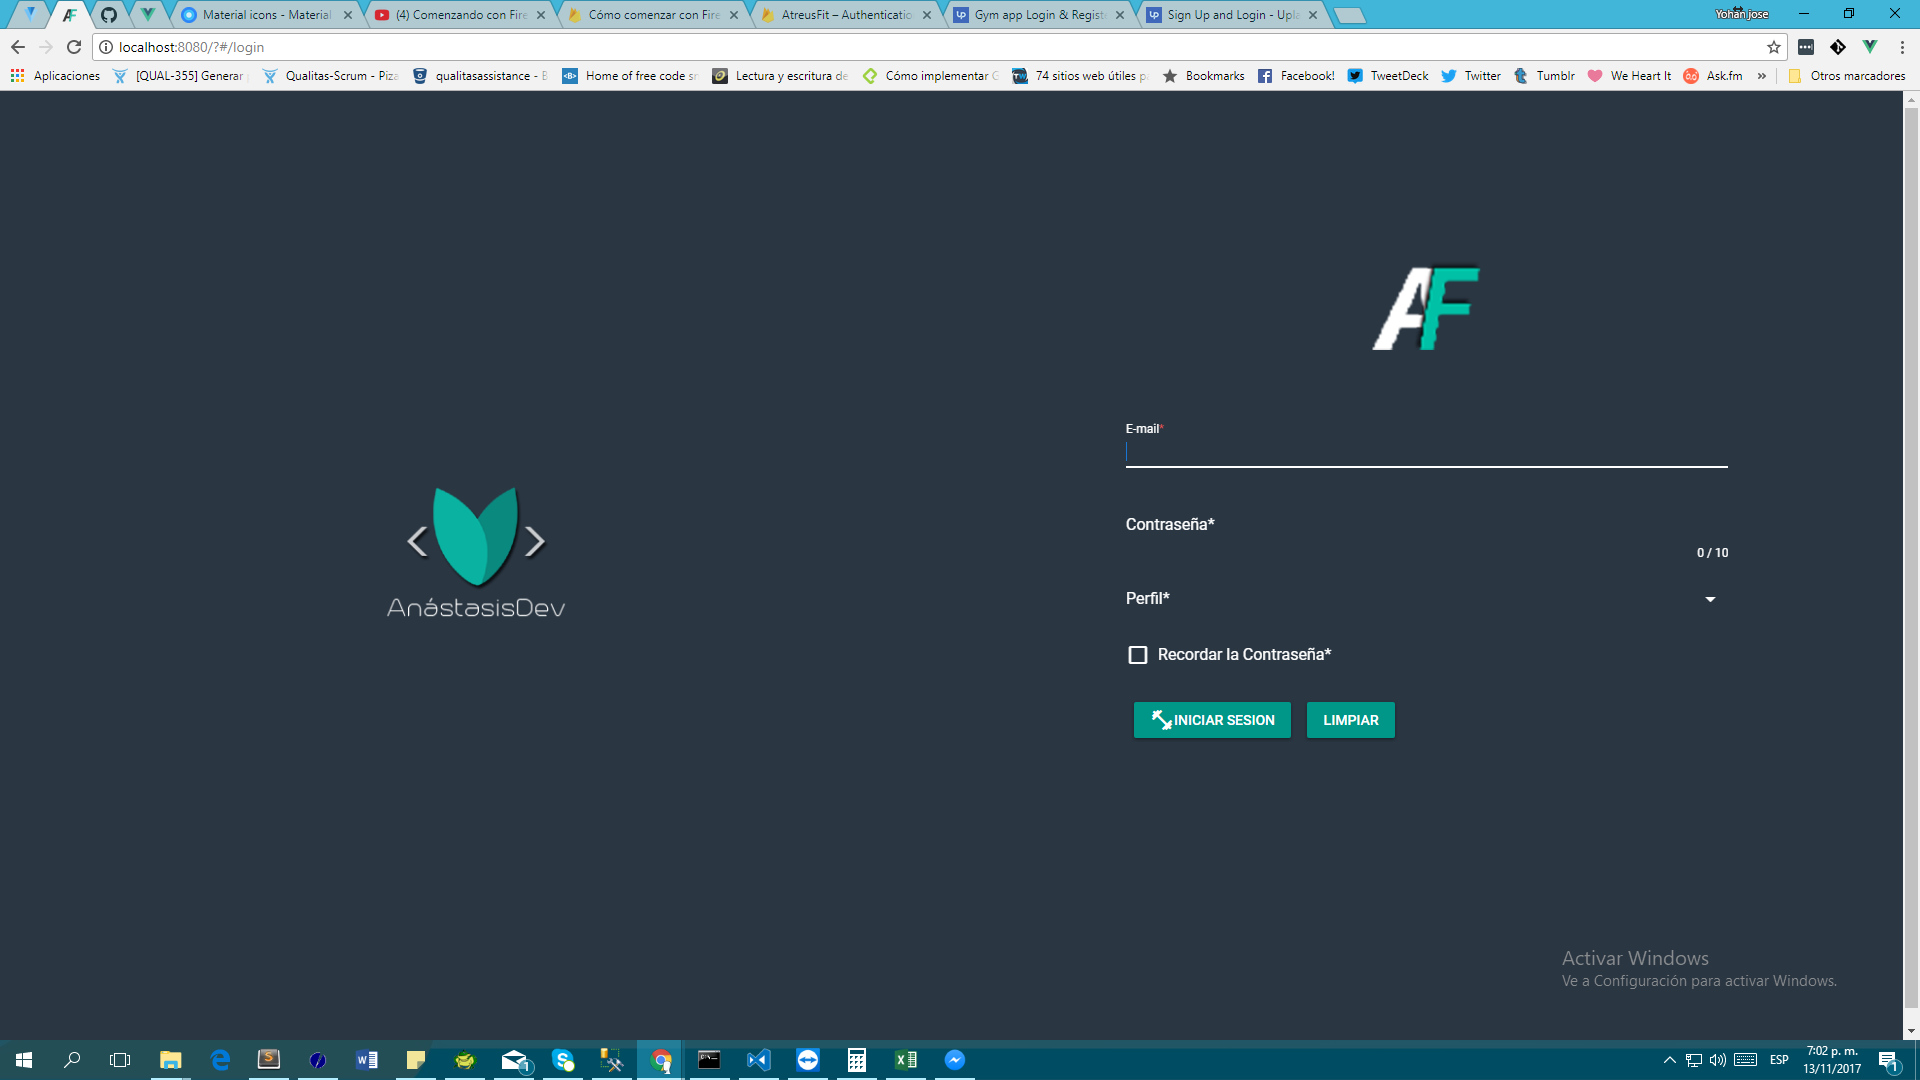 Material icons - Material
(4) Comenzando con Fire
Cómo comenzar con Fire
AtreusFit – Authenticatio
Gym app Login & Registe
Sign Up and Login - Upla
Yohan jose
localhost:8080/?#/login
Aplicaciones
[QUAL-355] Generar
Qualitas-Scrum - Piza
qualitasassistance - B
Home of free code sn
Lectura y escritura de
Cómo implementar G
74 sitios web útiles p
Bookmarks
Facebook!
TweetDeck
Twitter
Tumblr
We Heart It
Ask.fm
»
Otros marcadores
AF
E-mail*
Contraseña*
0 / 10
Perfil*
Recordar la Contraseña*
INICIAR SESION
LIMPIAR
<>
AnástasisDev
Activar Windows
Ve a Configuración para activar Windows.
ESP
7:02 p. m.
13/11/2017